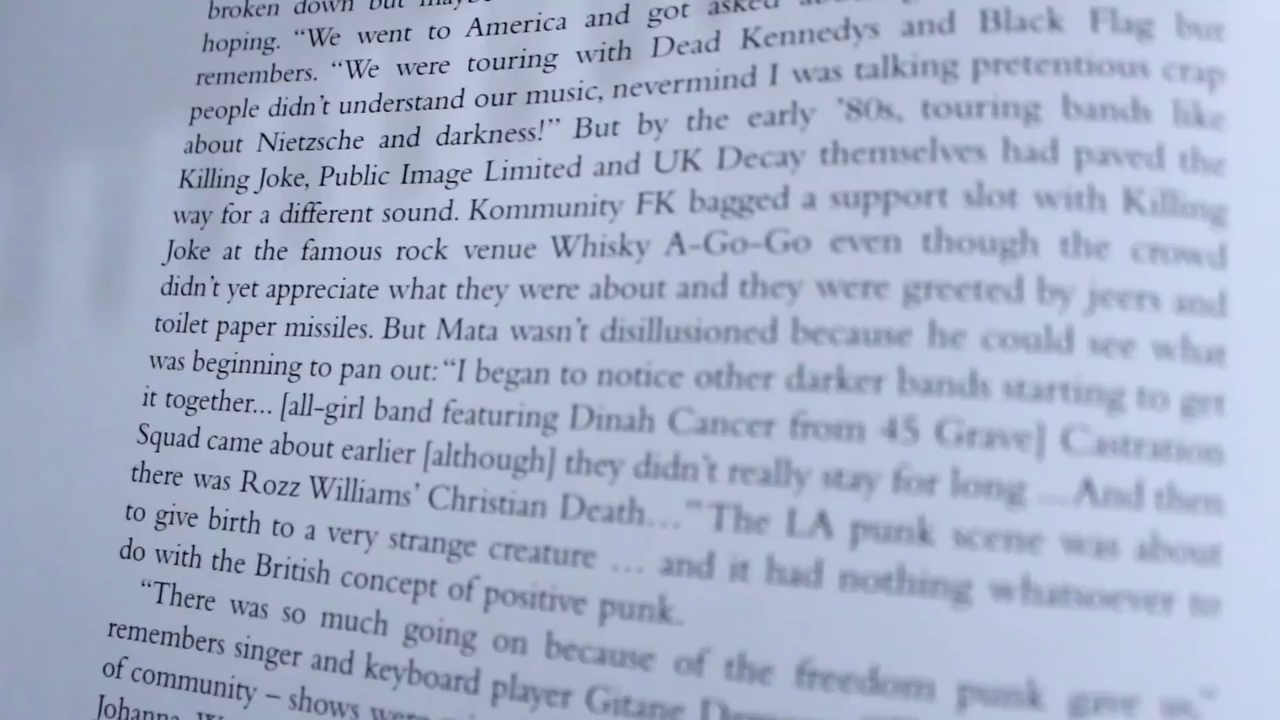 broken down but
hoping. “We went to America and got asked
remembers. “We were touring with Dead Kennedys and Black Flag but
people didn’t understand our music, nevermind I was talking pretentious crap
about Nietzsche and darkness!” But by the early ’80s, touring bands like
Killing Joke, Public Image Limited and UK Decay themselves had paved the
way for a different sound. Kommunity FK bagged a support slot with Killing
Joke at the famous rock venue Whisky A-Go-Go even though the crowd
didn’t yet appreciate what they were about and they were greeted by jeers and
toilet paper missiles. But Mata wasn’t disillusioned because he could see what
was beginning to pan out: “I began to notice other darker bands starting to get
it together... [all-girl band featuring Dinah Cancer from 45 Grave] Castration
Squad came about earlier [although] they didn’t really stay for long ... And then
there was Rozz Williams’ Christian Death...” The LA punk scene was about
to give birth to a very strange creature ... and it had nothing whatsoever to
do with the British concept of positive punk.
“There was so much going on because of the freedom punk gave us,”
remembers singer and keyboard player Gitane
of community – shows were